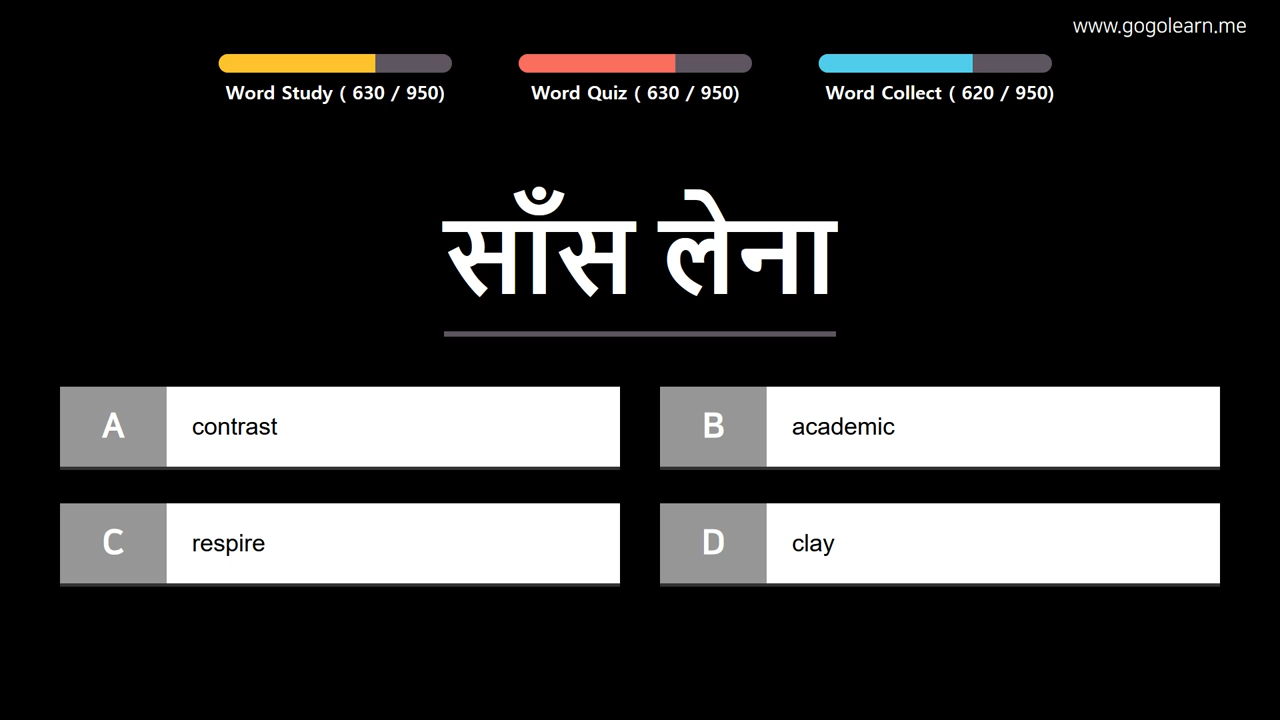 www.gogolearn.me
Word Study ( 630 / 950)
Word Quiz ( 630 / 950)
Word Collect ( 620 / 950)
साँस लेना
A contrast
B academic
C respire
D clay